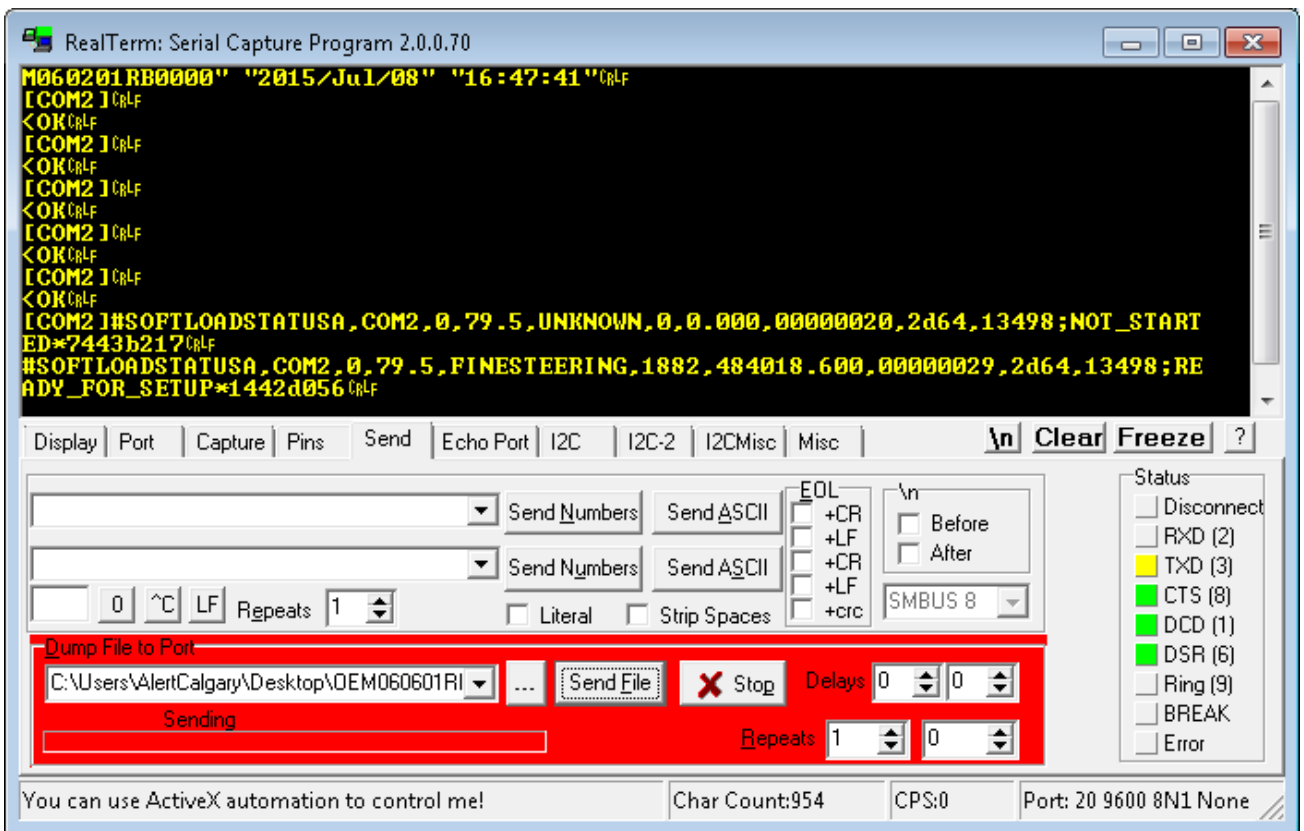 RealTerm: Serial Capture Program 2.0.0.70
M060201RB0000" "2015/Jul/08" "16:47:41"CRLF
[COM2]CRLF
<OKCRLF
[COM2]CRLF
<OKCRLF
[COM2]CRLF
<OKCRLF
[COM2]CRLF
<OKCRLF
[COM2]CRLF
<OKCRLF
[COM2]#SOFTLOADSTATUSA,COM2,0,79.5,UNKNOWN,0,0.000,00000020,2d64,13498;NOT_START
ED*7443b217CRLF
#SOFTLOADSTATUSA,COM2,0,79.5,FINESTEERING,1882,484018.600,00000029,2d64,13498;RE
ADY_FOR_SETUP*1442d056CRLF
Display Port Capture Pins Send Echo Port I2C I2C-2 I2CMisc Misc \n Clear Freeze ?
EOL \n Status
Send Numbers Send ASCII +CR Before Disconnect
+LF After RXD (2)
Send Numbers Send ASCII +CR TXD (3)
+LF SMBUS 8 CTS (8)
0 ^C LF Repeats 1 Literal Strip Spaces +crc DCD (1)
Dump File to Port DSR (6)
C:\Users\AlertCalgary\Desktop\OEM060601RI ... Send File Stop Delays 0 0 Ring (9)
Sending BREAK
Repeats 1 0 Error
You can use ActiveX automation to control me! Char Count:954 CPS:0 Port: 20 9600 8N1 None